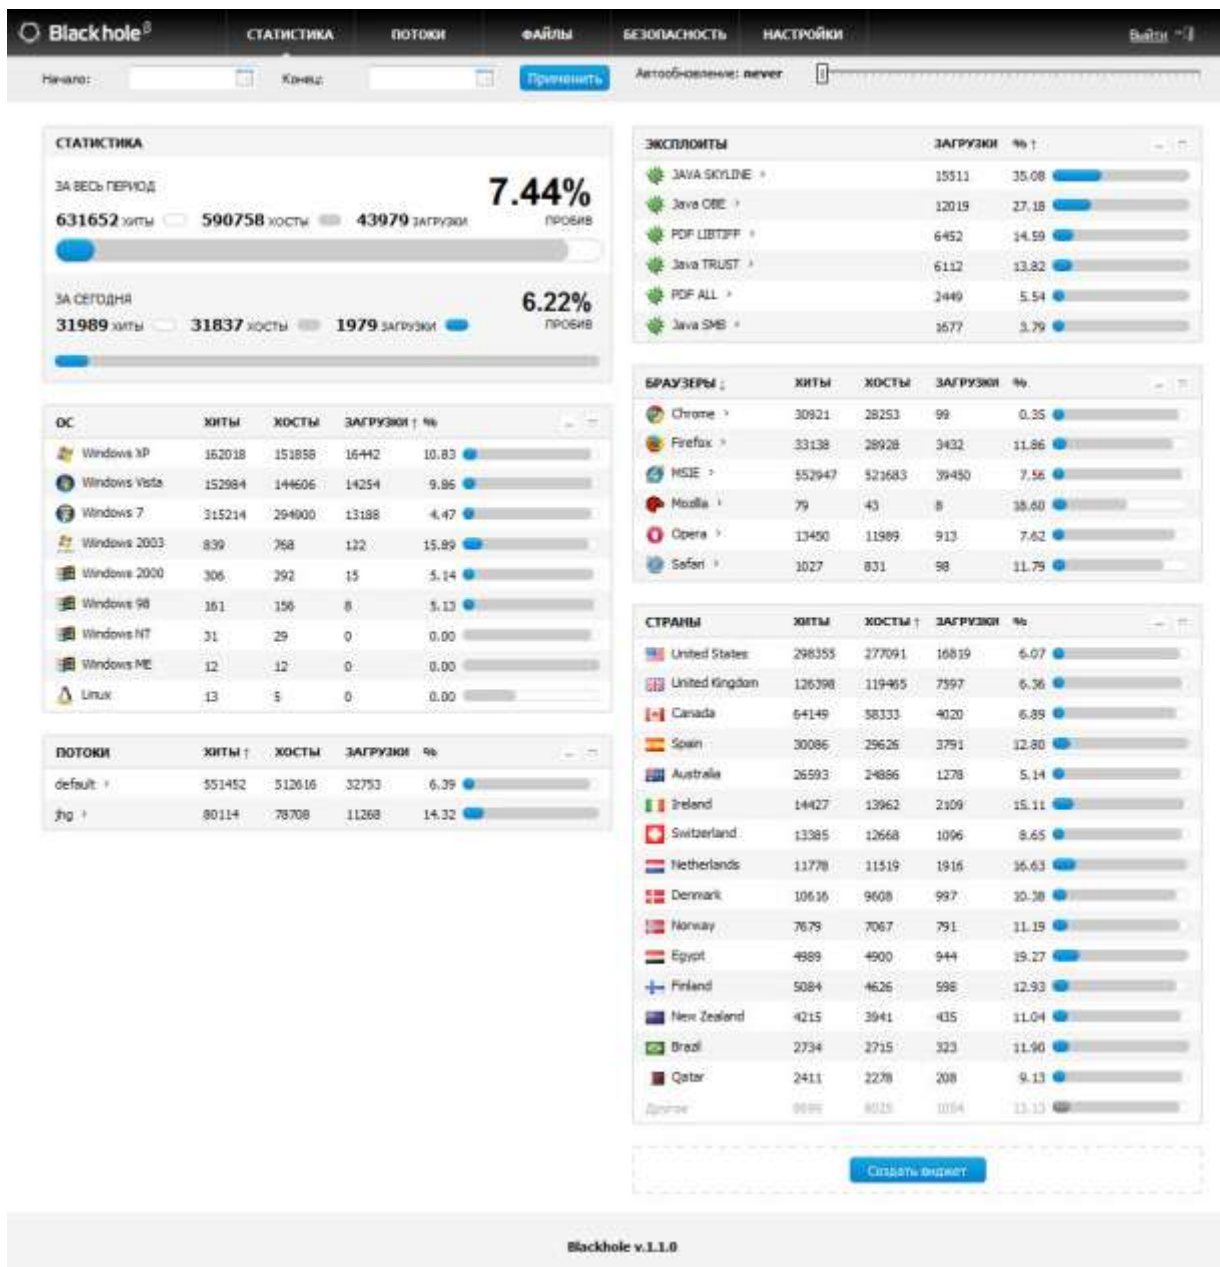 Blackhole β СТАТИСТИКА ПОТОКИ ФАЙЛЫ БЕЗОПАСНОСТЬ НАСТРОЙКИ Выйти
Начало: Конец: Применить Автообновление: never
СТАТИСТИКА
ЗА ВЕСЬ ПЕРИОД
7.44%
631652 ХИТЫ 590758 ХОСТЫ 43979 ЗАГРУЗКИ ПРОБИВ
ЗА СЕГОДНЯ
6.22%
31989 ХИТЫ 31837 ХОСТЫ 1979 ЗАГРУЗКИ ПРОБИВ
ОС ХИТЫ ХОСТЫ ЗАГРУЗКИ ↑ %
Windows XP 162018 151858 16442 10.83
Windows Vista 152984 144606 14254 9.86
Windows 7 315214 294900 13188 4.47
Windows 2003 839 768 122 15.89
Windows 2000 306 292 15 5.14
Windows 98 161 156 8 5.13
Windows NT 31 29 0 0.00
Windows ME 12 12 0 0.00
Linux 13 5 0 0.00
ПОТОКИ ХИТЫ ↑ ХОСТЫ ЗАГРУЗКИ %
default 551452 512616 32753 6.39
jhg 80114 78708 11268 14.32
ЭКСПЛОИТЫ ЗАГРУЗКИ % ↑
JAVA SKYLINE 15511 35.08
Java OBE 12019 27.18
PDF LIBTIFF 6452 14.59
Java TRUST 6112 13.82
PDF ALL 2449 5.54
Java SMB 1677 3.79
БРАУЗЕРЫ ↓ ХИТЫ ХОСТЫ ЗАГРУЗКИ %
Chrome 30921 28253 99 0.35
Firefox 33138 28928 3432 11.86
MSIE 552947 521683 39450 7.56
Mozilla 79 43 8 18.60
Opera 13450 11989 913 7.62
Safari 1027 831 98 11.79
СТРАНЫ ХИТЫ ХОСТЫ ↑ ЗАГРУЗКИ %
United States 298355 277091 16819 6.07
United Kingdom 126398 119465 7597 6.36
Canada 64149 58333 4020 6.89
Spain 30086 29626 3791 12.80
Australia 26593 24886 1278 5.14
Ireland 14427 13962 2109 15.11
Switzerland 13385 12668 1096 8.65
Netherlands 11778 11519 1916 16.63
Denmark 10616 9608 997 10.38
Norway 7679 7067 791 11.19
Egypt 4989 4900 944 19.27
Finland 5084 4626 598 12.93
New Zealand 4215 3941 435 11.04
Brazil 2734 2715 323 11.90
Qatar 2411 2278 208 9.13
Другое 13.13
Создать виджет
Blackhole v.1.1.0